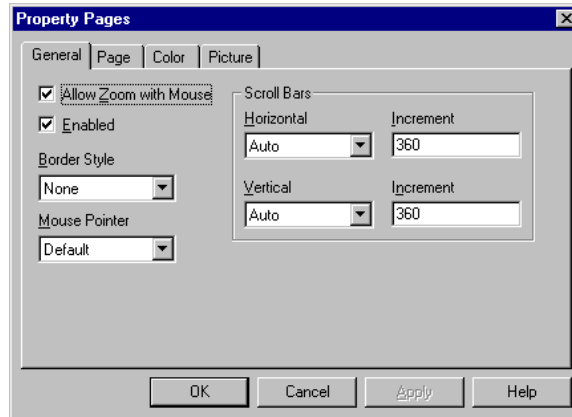 Property Pages
General Page Color Picture
Allow Zoom with Mouse
Enabled
Border Style
None
Mouse Pointer
Default
Scroll Bars
Horizontal Increment
Auto 360
Vertical Increment
Auto 360
OK Cancel Apply Help